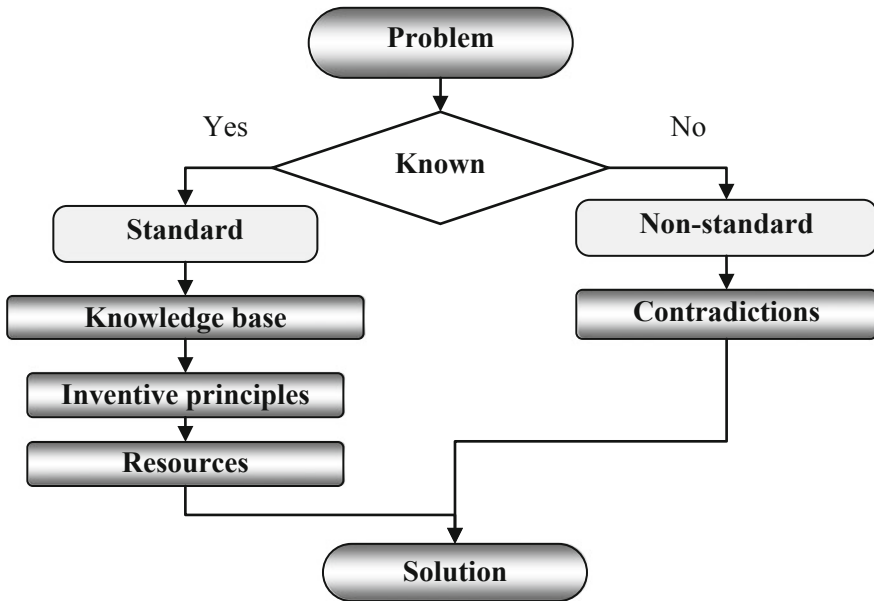 Problem
Yes
No
Known
Standard
Non-standard
Knowledge base
Contradictions
Inventive principles
Resources
Solution